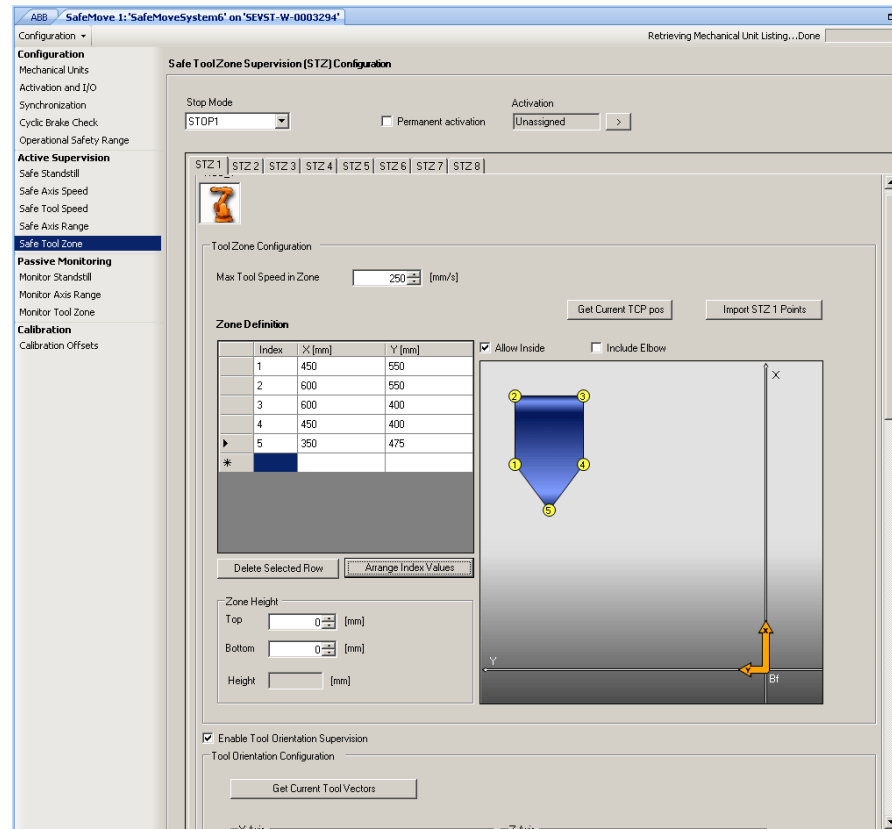 ABB SafeMove 1: 'SafeMoveSystem6' on 'SEVST-W-0003294'
Configuration Retrieving Mechanical Unit Listing...Done
Configuration
Mechanical Units
Activation and I/O
Synchronization
Cyclic Brake Check
Operational Safety Range
Active Supervision
Safe Standstill
Safe Axis Speed
Safe Tool Speed
Safe Axis Range
Safe Tool Zone
Passive Monitoring
Monitor Standstill
Monitor Axis Range
Monitor Tool Zone
Calibration
Calibration Offsets
Safe ToolZone Supervision (STZ) Configuration
Stop Mode
STOP1
Permanent activation
Activation
Unassigned >
STZ 1 STZ 2 STZ 3 STZ 4 STZ 5 STZ 6 STZ 7 STZ 8
ToolZone Configuration
Max Tool Speed in Zone 250 [mm/s]
Get Current TCP pos Import STZ 1 Points
Zone Definition
Allow Inside Include Elbow
Index X [mm] Y [mm]
1 450 550
2 600 550
3 600 400
4 450 400
5 350 475
*
X
2 3
1 4
5
Y
X
Y
Bf
Delete Selected Row Arrange Index Values
Zone Height
Top 0 [mm]
Bottom 0 [mm]
Height [mm]
Enable Tool Orientation Supervision
Tool Orientation Configuration
Get Current Tool Vectors